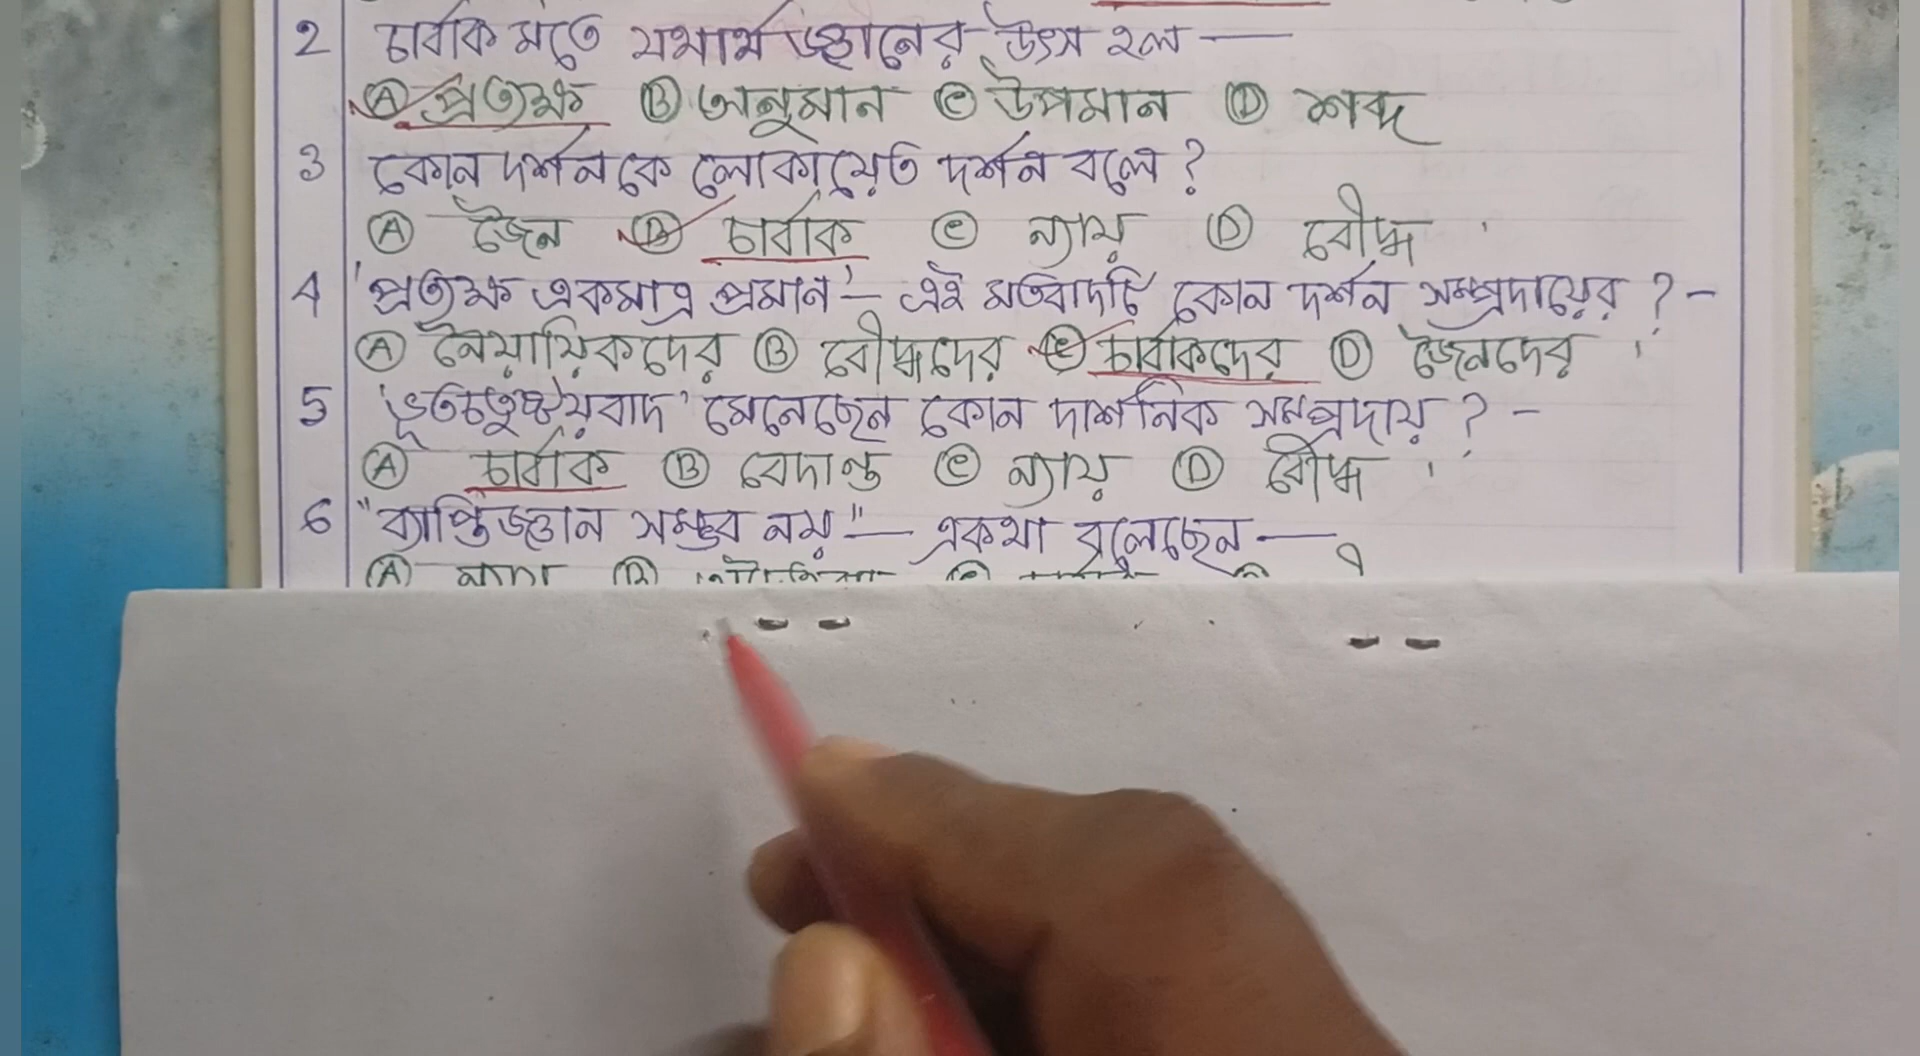 2 চার্বাক মতে যথার্থ জ্ঞানের উৎস হল —
Ⓐ প্রত্যক্ষ Ⓑ অনুমান Ⓒ উপমান Ⓓ শব্দ
3 কোন দর্শনকে লোকায়েত দর্শন বলে ?
Ⓐ জৈন Ⓑ চার্বাক Ⓒ ন্যায় Ⓓ বৌদ্ধ
4 'প্রত্যক্ষ একমাত্র প্রমান' – এই মতবাদটি কোন দর্শন সম্প্রদায়ের ? –
Ⓐ নৈয়ায়িকদের Ⓑ বৌদ্ধদের Ⓒ চার্বাকদের Ⓓ জৈনদের
5 'ভূতচতুষ্টয়বাদ' মেনেছেন কোন দার্শনিক সম্প্রদায় ? –
Ⓐ চার্বাক Ⓑ বেদান্ত Ⓒ ন্যায় Ⓓ বৌদ্ধ
6 "ব্যাপ্তিজ্ঞান সম্ভব নয়" — একথা বলেছেন —
Ⓐ Ⓑ Ⓒ